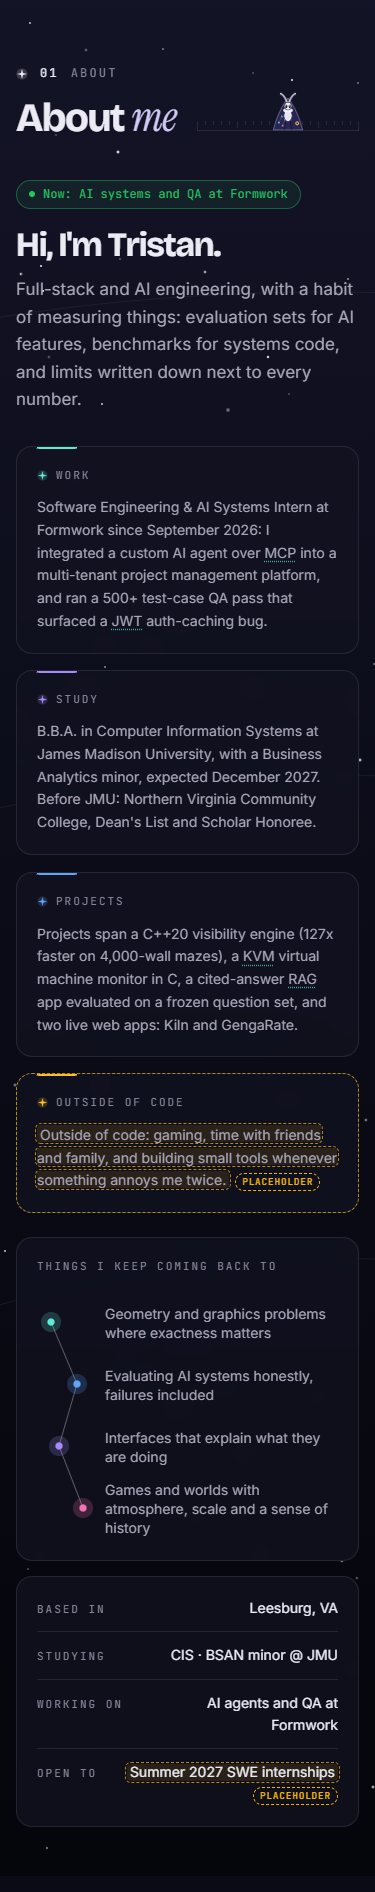 01 ABOUT
About me
Now: AI systems and QA at Formwork
Hi, I'm Tristan.
Full-stack and AI engineering, with a habit
of measuring things: evaluation sets for AI
features, benchmarks for systems code,
and limits written down next to every
number.
WORK
Software Engineering & AI Systems Intern at
Formwork since September 2026: I
integrated a custom AI agent over MCP into a
multi-tenant project management platform,
and ran a 500+ test-case QA pass that
surfaced a JWT auth-caching bug.
STUDY
B.B.A. in Computer Information Systems at
James Madison University, with a Business
Analytics minor, expected December 2027.
Before JMU: Northern Virginia Community
College, Dean's List and Scholar Honoree.
PROJECTS
Projects span a C++20 visibility engine (127x
faster on 4,000-wall mazes), a KVM virtual
machine monitor in C, a cited-answer RAG
app evaluated on a frozen question set, and
two live web apps: Kiln and GengaRate.
OUTSIDE OF CODE
Outside of code: gaming, time with friends
and family, and building small tools whenever
something annoys me twice. PLACEHOLDER
THINGS I KEEP COMING BACK TO
Geometry and graphics problems
where exactness matters
Evaluating AI systems honestly,
failures included
Interfaces that explain what they
are doing
Games and worlds with
atmosphere, scale and a sense of
history
BASED IN Leesburg, VA
STUDYING CIS · BSAN minor @ JMU
WORKING ON AI agents and QA at
Formwork
OPEN TO Summer 2027 SWE internships
PLACEHOLDER